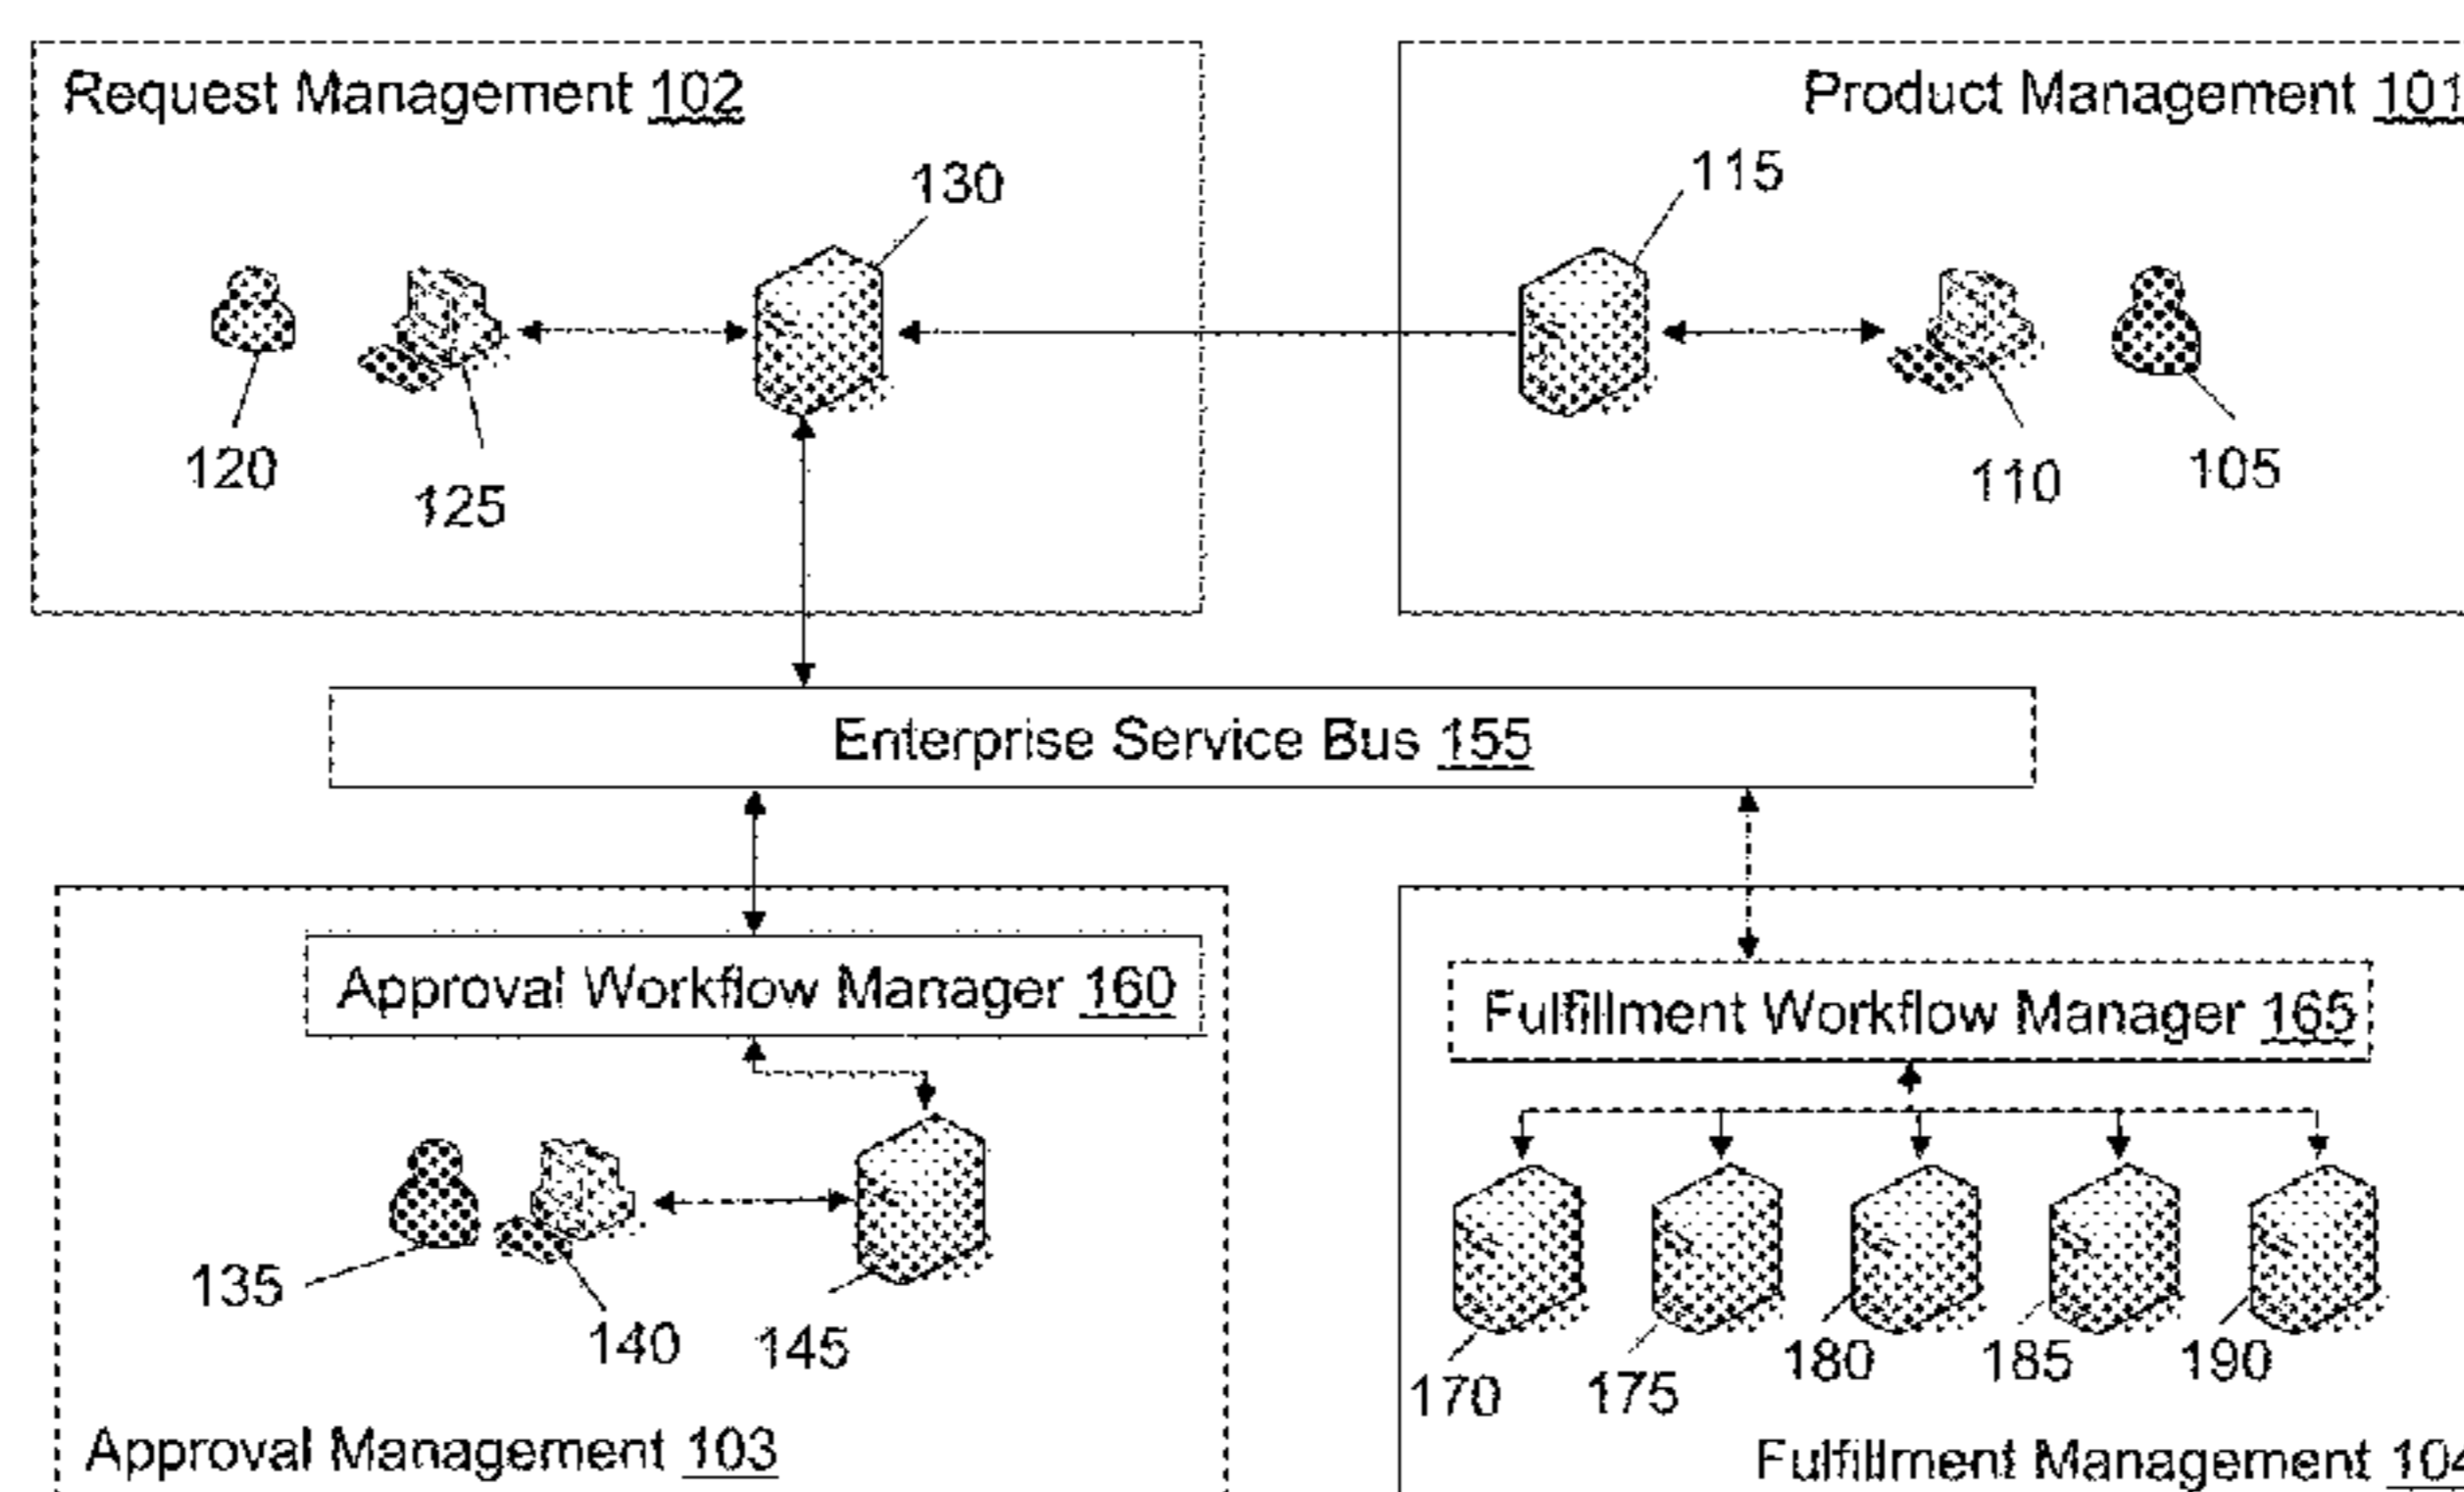 Request Management 102
Product Management 101
130
115
120
125
110
105
Enterprise Service Bus 155
Approval Workflow Manager 160
Fulfillment Workflow Manager 165
135
140
145
170
175
180
185
190
Approval Management 103
Fulfillment Management 104